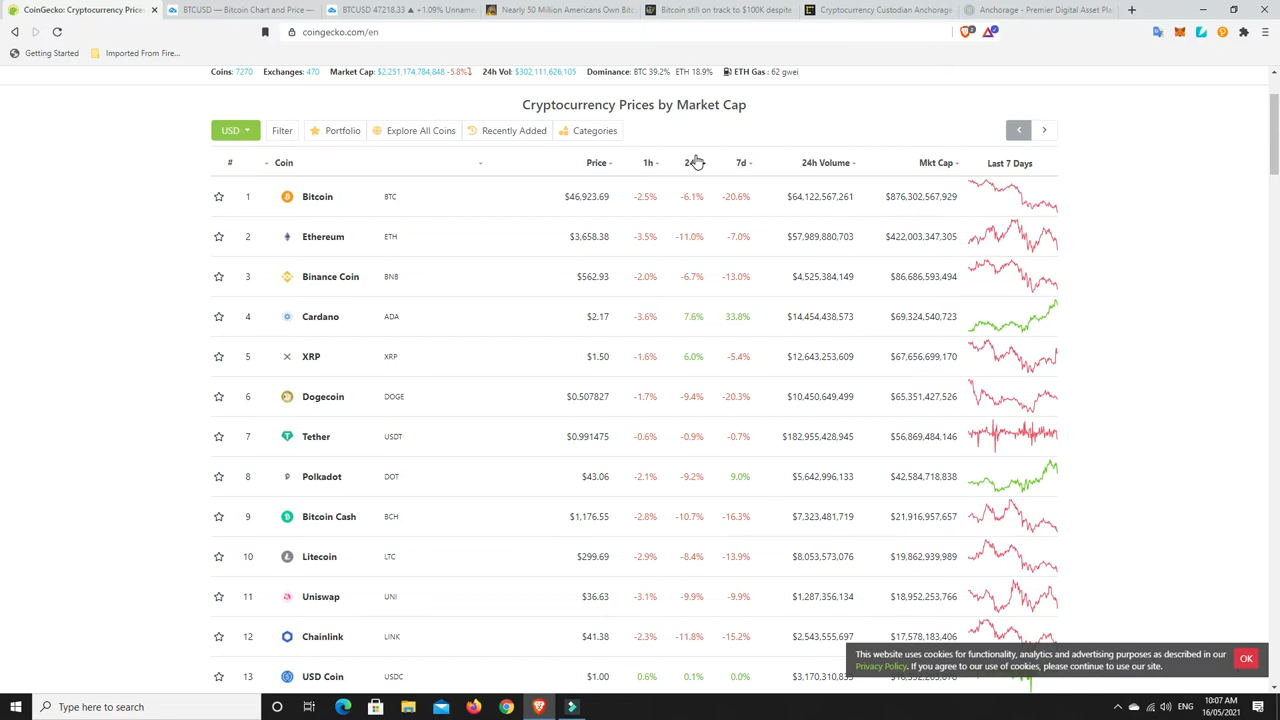 CoinGecko: Cryptocurrency Prices
BTCUSD — Bitcoin Chart and Price —
BTCUSD 47218.33 ▲ +1.09% Unnam
Nearly 50 Million Americans Own Bitc
Bitcoin still on track to $100K despite
Cryptocurrency Custodian Anchorage
Anchorage - Premier Digital Asset Pla
coingecko.com/en
Getting Started
Imported From Fire...
Coins: 7270 Exchanges: 470 Market Cap: $2,251,174,784,848 -5.8% 24h Vol: $302,111,626,105 Dominance: BTC 39.2% ETH 18.9% ETH Gas: 62 gwei
Cryptocurrency Prices by Market Cap
USD Filter Portfolio Explore All Coins Recently Added Categories
# Coin Price 1h 24h 7d 24h Volume Mkt Cap Last 7 Days
1 Bitcoin BTC $46,923.69 -2.5% -6.1% -20.6% $64,122,567,261 $876,302,567,929
2 Ethereum ETH $3,658.38 -3.5% -11.0% -7.0% $57,989,880,703 $422,003,347,305
3 Binance Coin BNB $562.93 -2.0% -6.7% -13.0% $4,525,384,149 $86,686,593,494
4 Cardano ADA $2.17 -3.6% 7.6% 33.8% $14,454,438,573 $69,324,540,723
5 XRP XRP $1.50 -1.6% 6.0% -5.4% $12,643,253,609 $67,656,699,170
6 Dogecoin DOGE $0.507827 -1.7% -9.4% -20.3% $10,450,649,499 $65,351,427,526
7 Tether USDT $0.991475 -0.6% -0.9% -0.7% $182,955,428,945 $56,869,484,146
8 Polkadot DOT $43.06 -2.1% -9.2% 9.0% $5,642,996,133 $42,584,718,838
9 Bitcoin Cash BCH $1,176.55 -2.8% -10.7% -16.3% $7,323,481,719 $21,916,957,657
10 Litecoin LTC $299.69 -2.9% -8.4% -13.9% $8,053,573,076 $19,862,939,989
11 Uniswap UNI $36.63 -3.1% -9.9% -9.9% $1,287,356,134 $18,952,253,766
12 Chainlink LINK $41.38 -2.3% -11.8% -15.2% $2,543,555,697 $17,578,183,406
13 USD Coin USDC $1.00 0.6% 0.1% 0.0%
This website uses cookies for functionality, analytics and advertising purposes as described in our
Privacy Policy. If you agree to our use of cookies, please continue to use our site.
OK
Type here to search
10:07 AM
16/05/2021